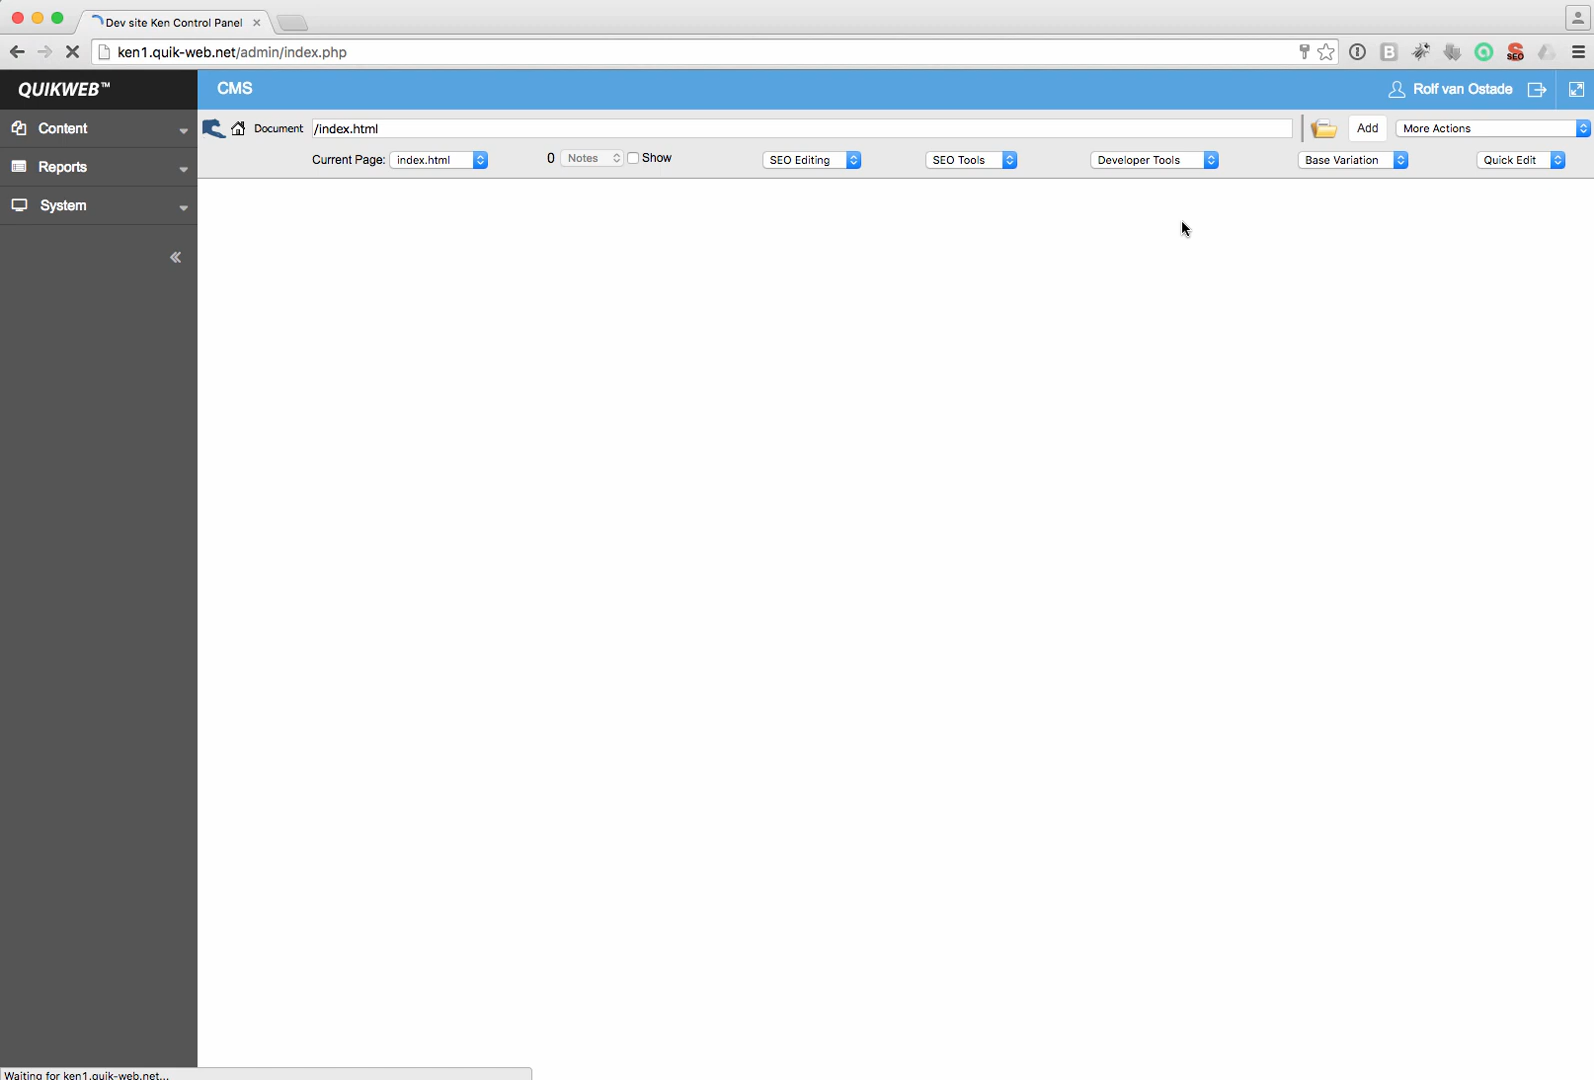 Dev site Ken Control Panel
ken1.quik-web.net/admin/index.php
SEO
QUIKWEB™
CMS
Rolf van Ostade
Content
Document /index.html
Add
More Actions
Current Page: index.html
0 Notes
Show
SEO Editing
SEO Tools
Developer Tools
Base Variation
Quick Edit
Reports
System
Waiting for ken1.quik-web.net...